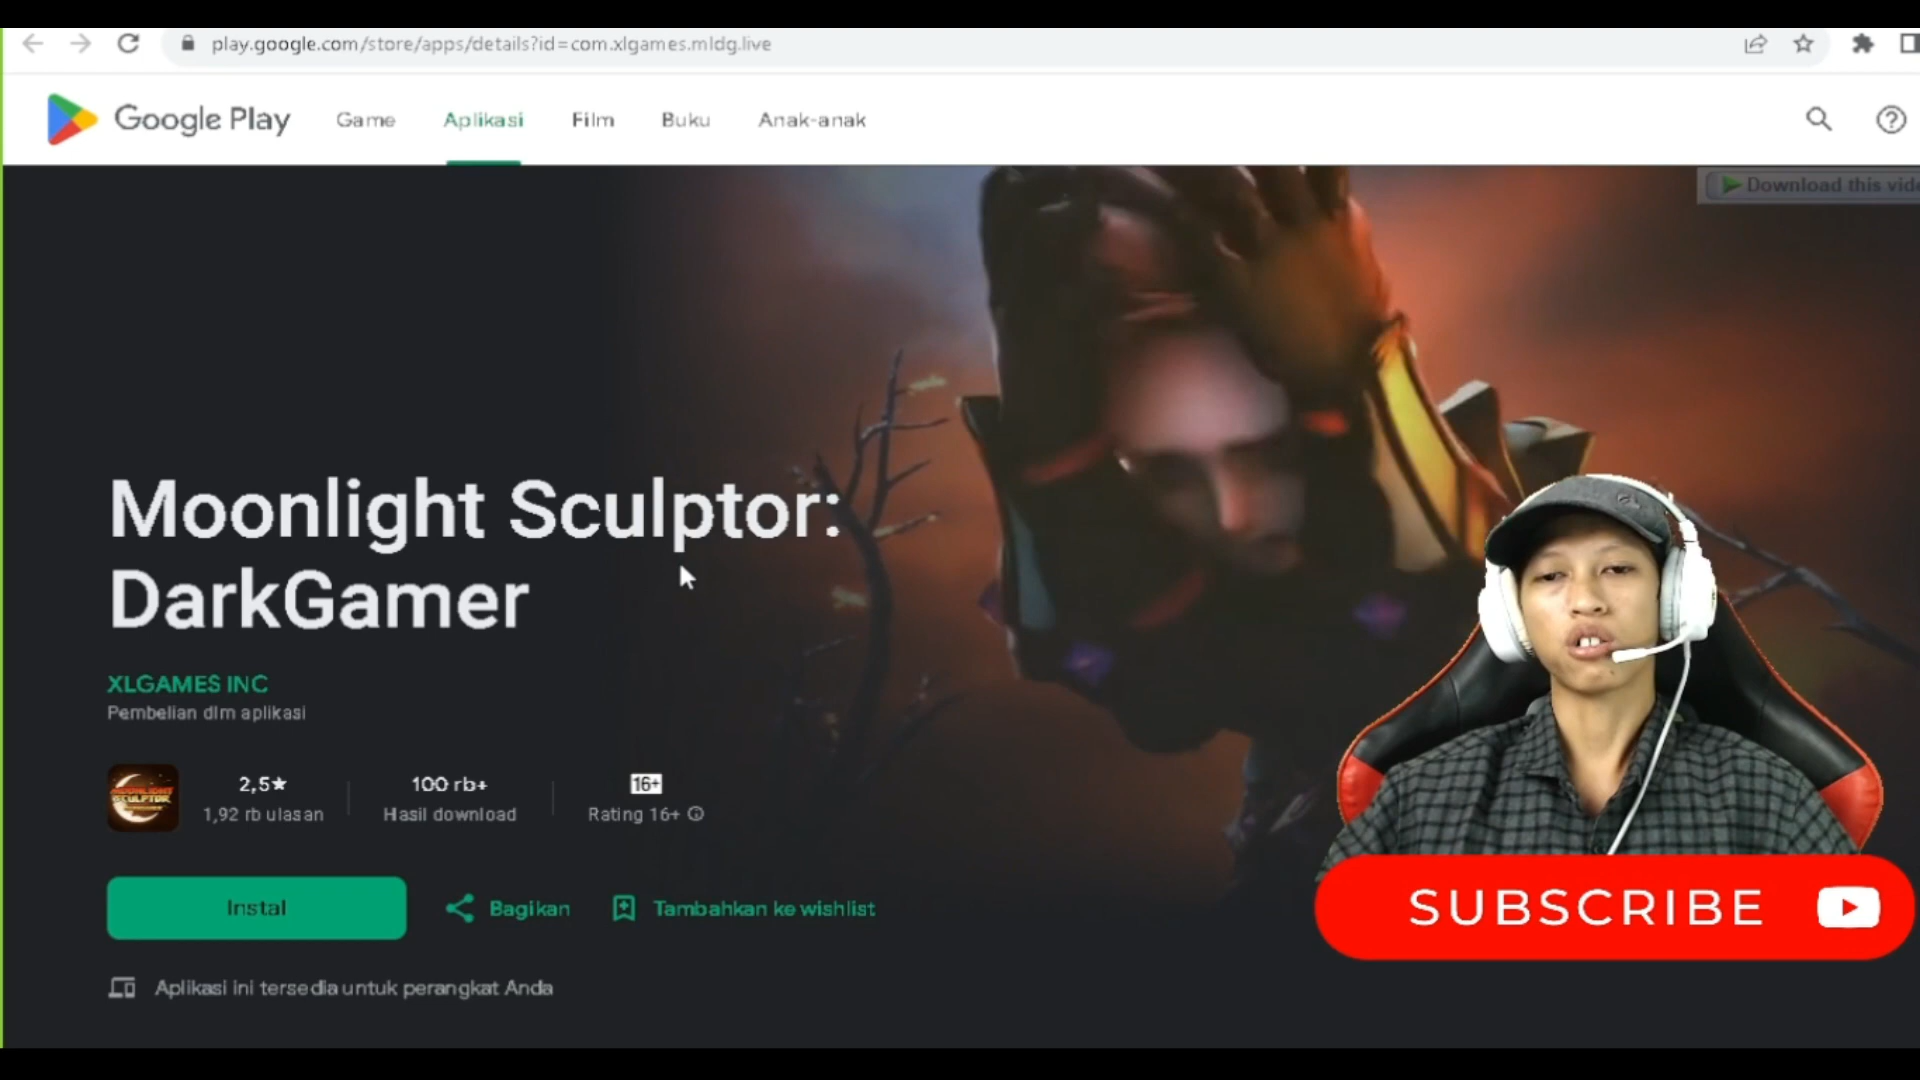 play.google.com/store/apps/details?id=com.xlgames.mldg.live
Google Play
Game
Aplikasi
Film
Buku
Anak-anak
Download this
Moonlight Sculptor:
DarkGamer
XLGAMES INC
Pembelian dlm aplikasi
MOONLIGHT
SCULPTOR
2,5★
1,92 rb ulasan
100 rb+
Hasil download
16+
Rating 16+
Instal
Bagikan
Tambahkan ke wishlist
Aplikasi ini tersedia untuk perangkat Anda
SUBSCRIBE